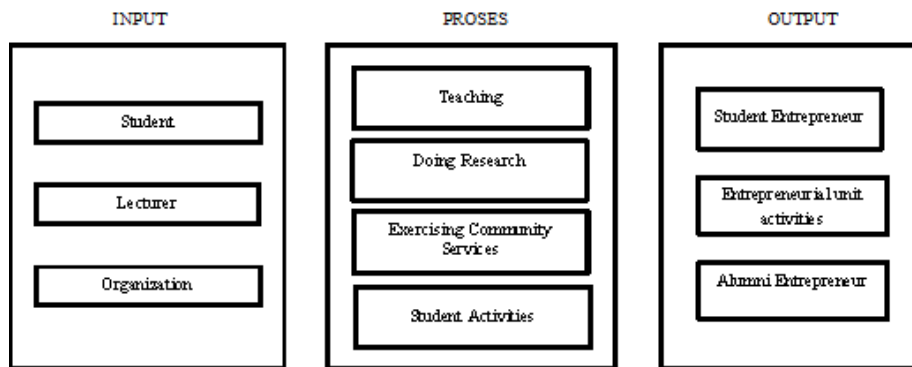 INPUT
PROSES
OUTPUT
Student
Lecturer
Organization
Teaching
Doing Research
Exercising Community
Services
Student Activities
Student Entrepreneur
Entrepreneurial unit
activities
Alumni Entrepreneur